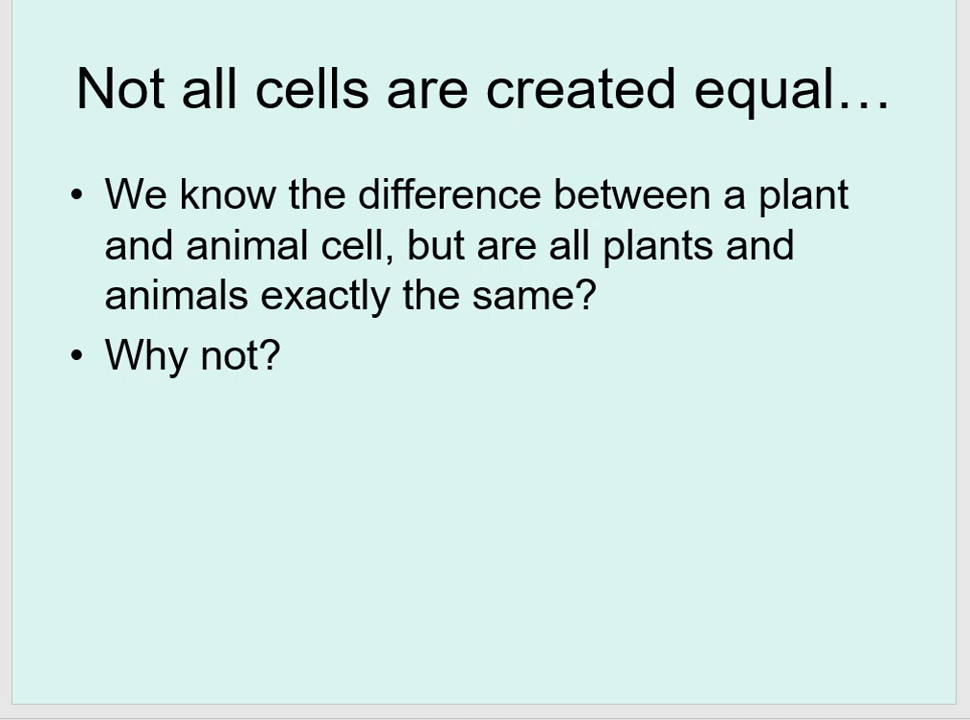 Not all cells are created equal…
• We know the difference between a plant
and animal cell, but are all plants and
animals exactly the same?
• Why not?